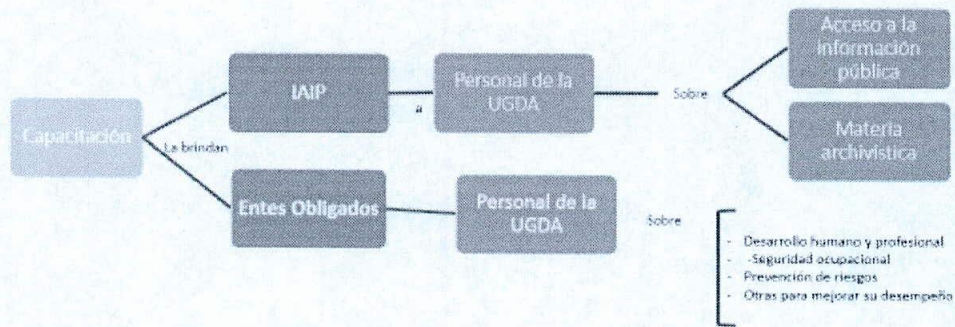 Capacitación
La brindan
IAIP
a
Personal de la
UGDA
Sobre
Acceso a la
información
pública
Materia
archivística
Entes Obligados
Personal de la
UGDA
Sobre
- Desarrollo humano y profesional
- -Seguridad ocupacional
- Prevención de riesgos
- Otras para mejorar su desempeño